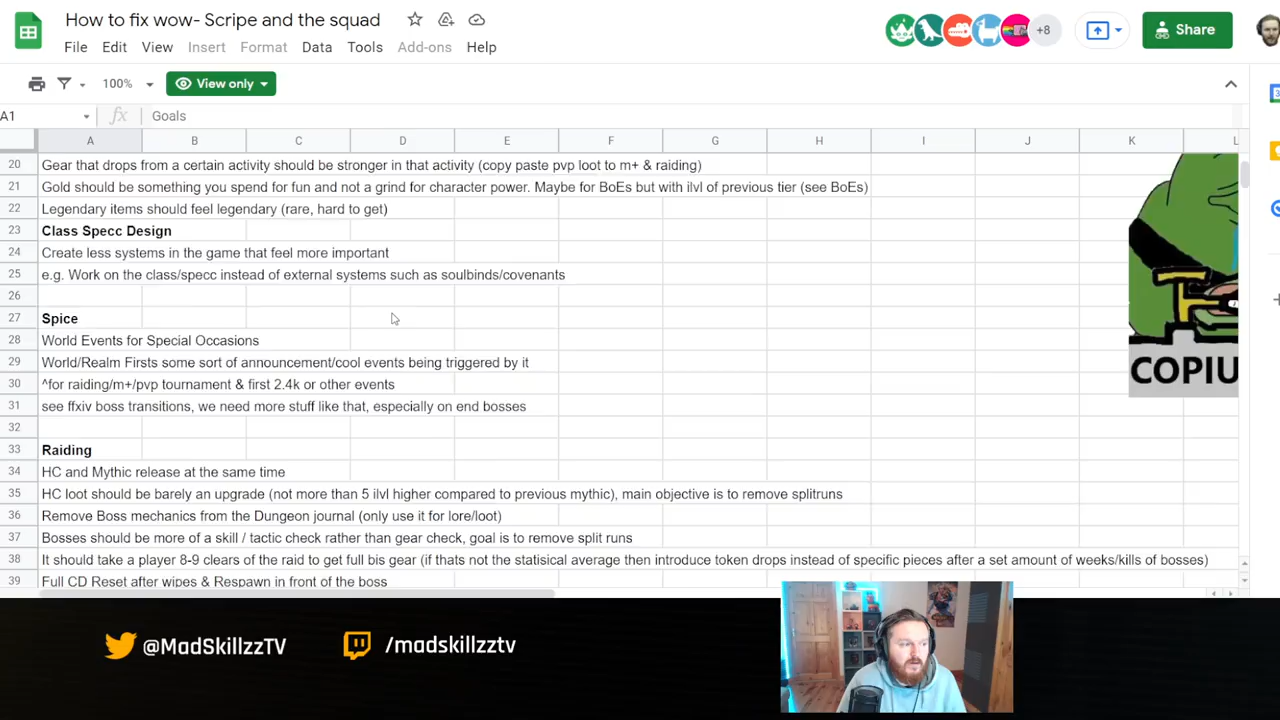 How to fix wow- Scripe and the squad
File Edit View Insert Format Data Tools Add-ons Help
+8
Share
100% View only
A1 fx Goals
A B C D E F G H I J K L
20 Gear that drops from a certain activity should be stronger in that activity (copy paste pvp loot to m+ & raiding)
21 Gold should be something you spend for fun and not a grind for character power. Maybe for BoEs but with ilvl of previous tier (see BoEs)
22 Legendary items should feel legendary (rare, hard to get)
23 Class Specc Design
24 Create less systems in the game that feel more important
25 e.g. Work on the class/specc instead of external systems such as soulbinds/covenants
26
27 Spice
28 World Events for Special Occasions
29 World/Realm Firsts some sort of announcement/cool events being triggered by it
30 ^for raiding/m+/pvp tournament & first 2.4k or other events
31 see ffxiv boss transitions, we need more stuff like that, especially on end bosses
32
33 Raiding
34 HC and Mythic release at the same time
35 HC loot should be barely an upgrade (not more than 5 ilvl higher compared to previous mythic), main objective is to remove splitruns
36 Remove Boss mechanics from the Dungeon journal (only use it for lore/loot)
37 Bosses should be more of a skill / tactic check rather than gear check, goal is to remove split runs
38 It should take a player 8-9 clears of the raid to get full bis gear (if thats not the statisical average then introduce token drops instead of specific pieces after a set amount of weeks/kills of bosses)
39 Full CD Reset after wipes & Respawn in front of the boss
COPIU
@MadSkillzzTV /madskillzztv